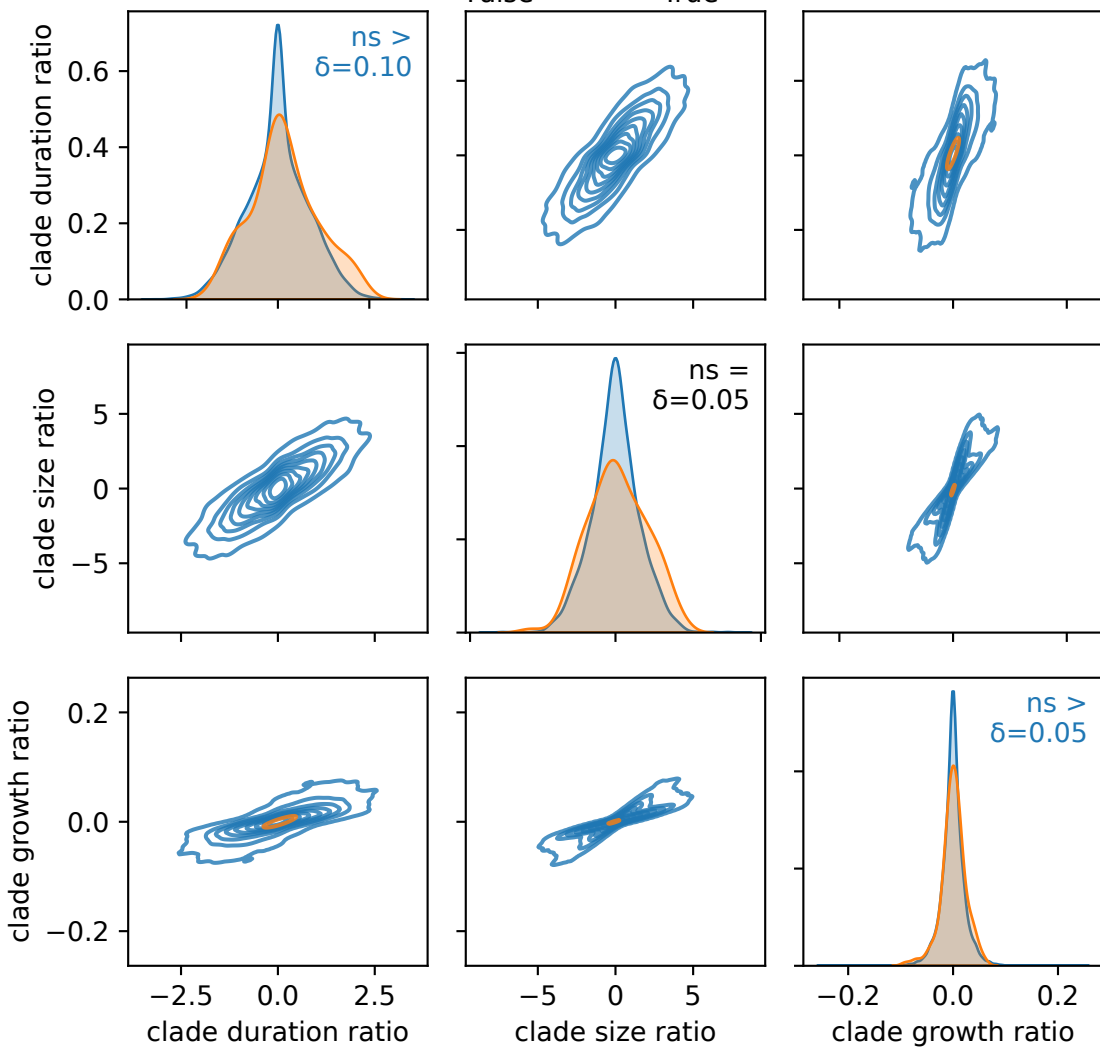 True
clade duration ratio
0.6
0.4
0.2
0.0
ns >
δ=0.10
clade size ratio
5
0
−5
ns =
δ=0.05
clade growth ratio
0.2
0.0
−0.2
ns >
δ=0.05
−2.5 0.0 2.5
−5 0 5
−0.2 0.0 0.2
clade duration ratio
clade size ratio
clade growth ratio